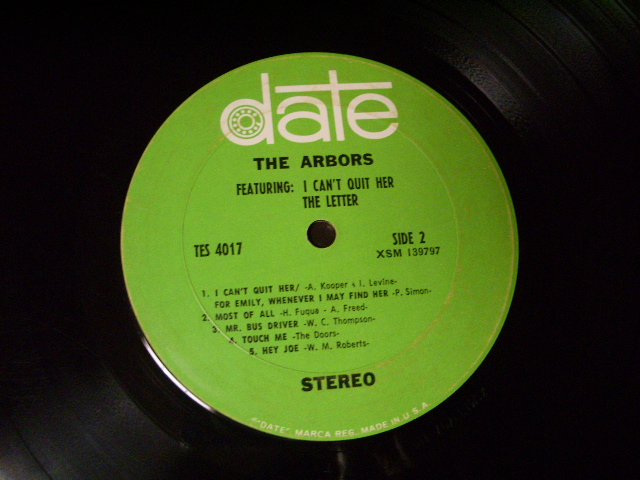 date
THE ARBORS
FEATURING: I CAN'T QUIT HER
THE LETTER
TES 4017
SIDE 2
XSM 139797
1. I CAN'T QUIT HER/ -A. Kooper & I. Levine-
FOR EMILY, WHENEVER I MAY FIND HER -P. Simon-
2. MOST OF ALL -H. Fuqua - A. Freed-
3. MR. BUS DRIVER -W. C. Thompson-
4. TOUCH ME -The Doors-
5. HEY JOE -W. M. Roberts-
STEREO
"DATE" MARCA REG. MADE IN U.S.A.